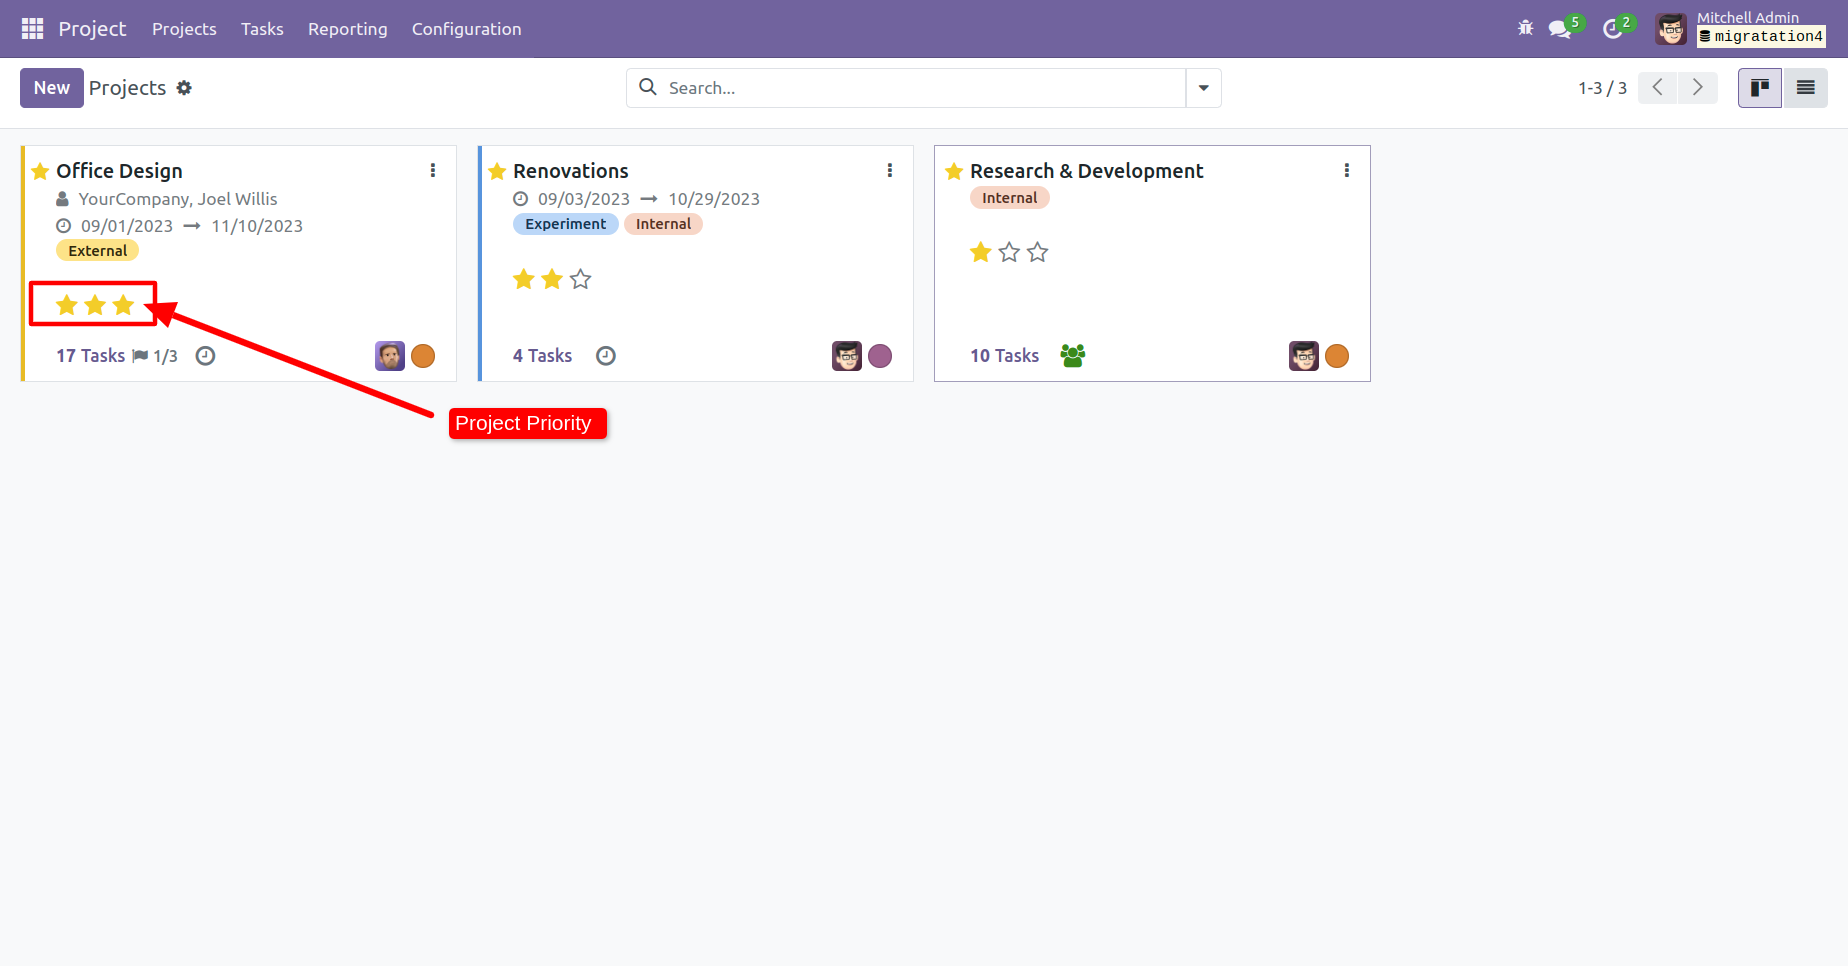 Project Projects Tasks Reporting Configuration 5 2 Mitchell Admin
migratation4
New Projects Search... 1-3 / 3
Office Design
YourCompany, Joel Willis
09/01/2023 → 11/10/2023
External
17 Tasks 1/3
Renovations
09/03/2023 → 10/29/2023
Experiment Internal
4 Tasks
Research & Development
Internal
10 Tasks
Project Priority